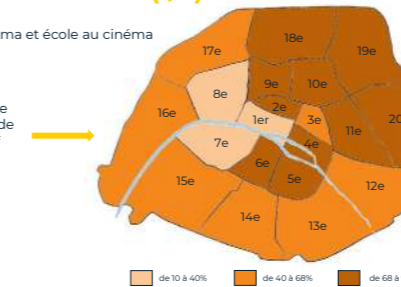 ma et école au cinéma
18e
17e
19e
9e
10e
8e
2e
16e
1er
3e
20
11e
4e
7e
6e
5e
15e
12e
14e
13e
de 10 à 40%
de 40 à 68%
de 68 à